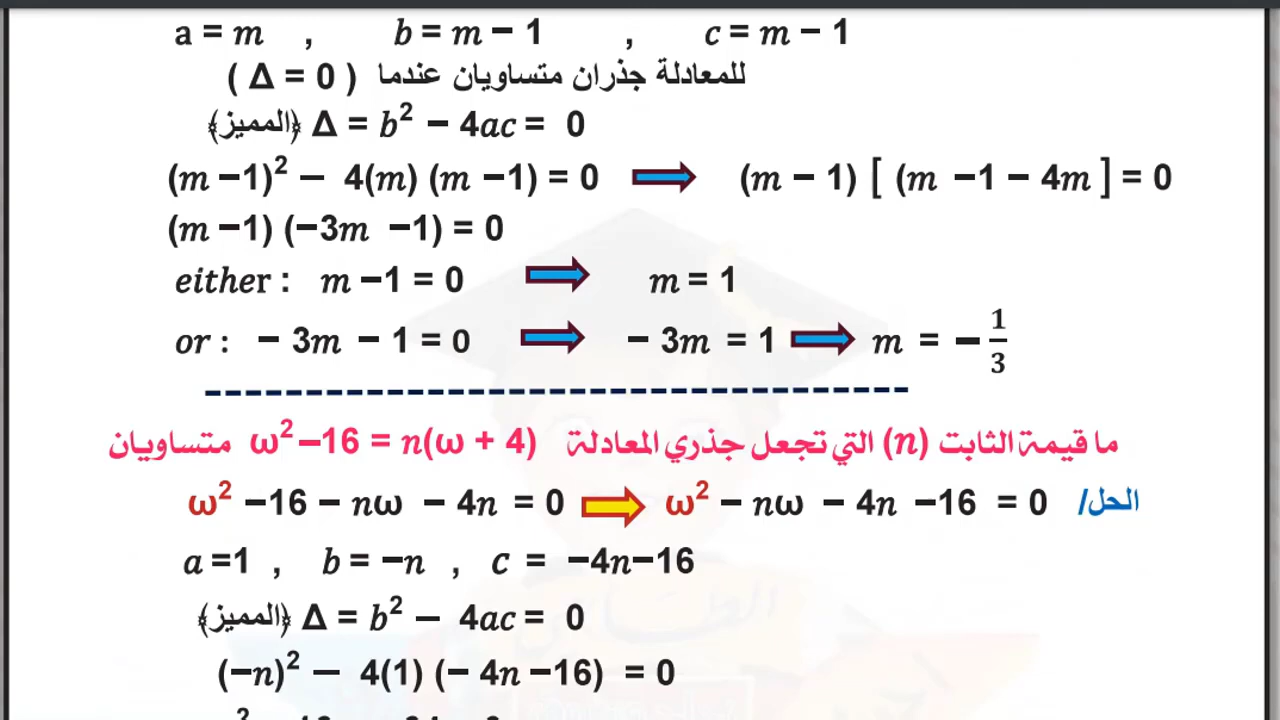 a = m , b = m − 1 , c = m − 1
للمعادلة جذران متساويان عندما ( Δ = 0 )
﴿المميز﴾ Δ = b² − 4ac = 0
(m −1)² − 4(m) (m −1) = 0 ⇨ (m − 1) [ (m −1 − 4m ] = 0
(m −1) (−3m −1) = 0
either : m −1 = 0 ⇨ m = 1
or : − 3m − 1 = 0 ⇨ − 3m = 1 ⇨ m = − 1/3
ما قيمة الثابت (n) التي تجعل جذري المعادلة ω² −16 = n(ω + 4) متساويان
الحل/ ω² −16 − nω − 4n = 0 ⇨ ω² − nω − 4n −16 = 0
a =1 , b = −n , c = −4n−16
﴿المميز﴾ Δ = b² − 4ac = 0
(−n)² − 4(1) (− 4n −16) = 0